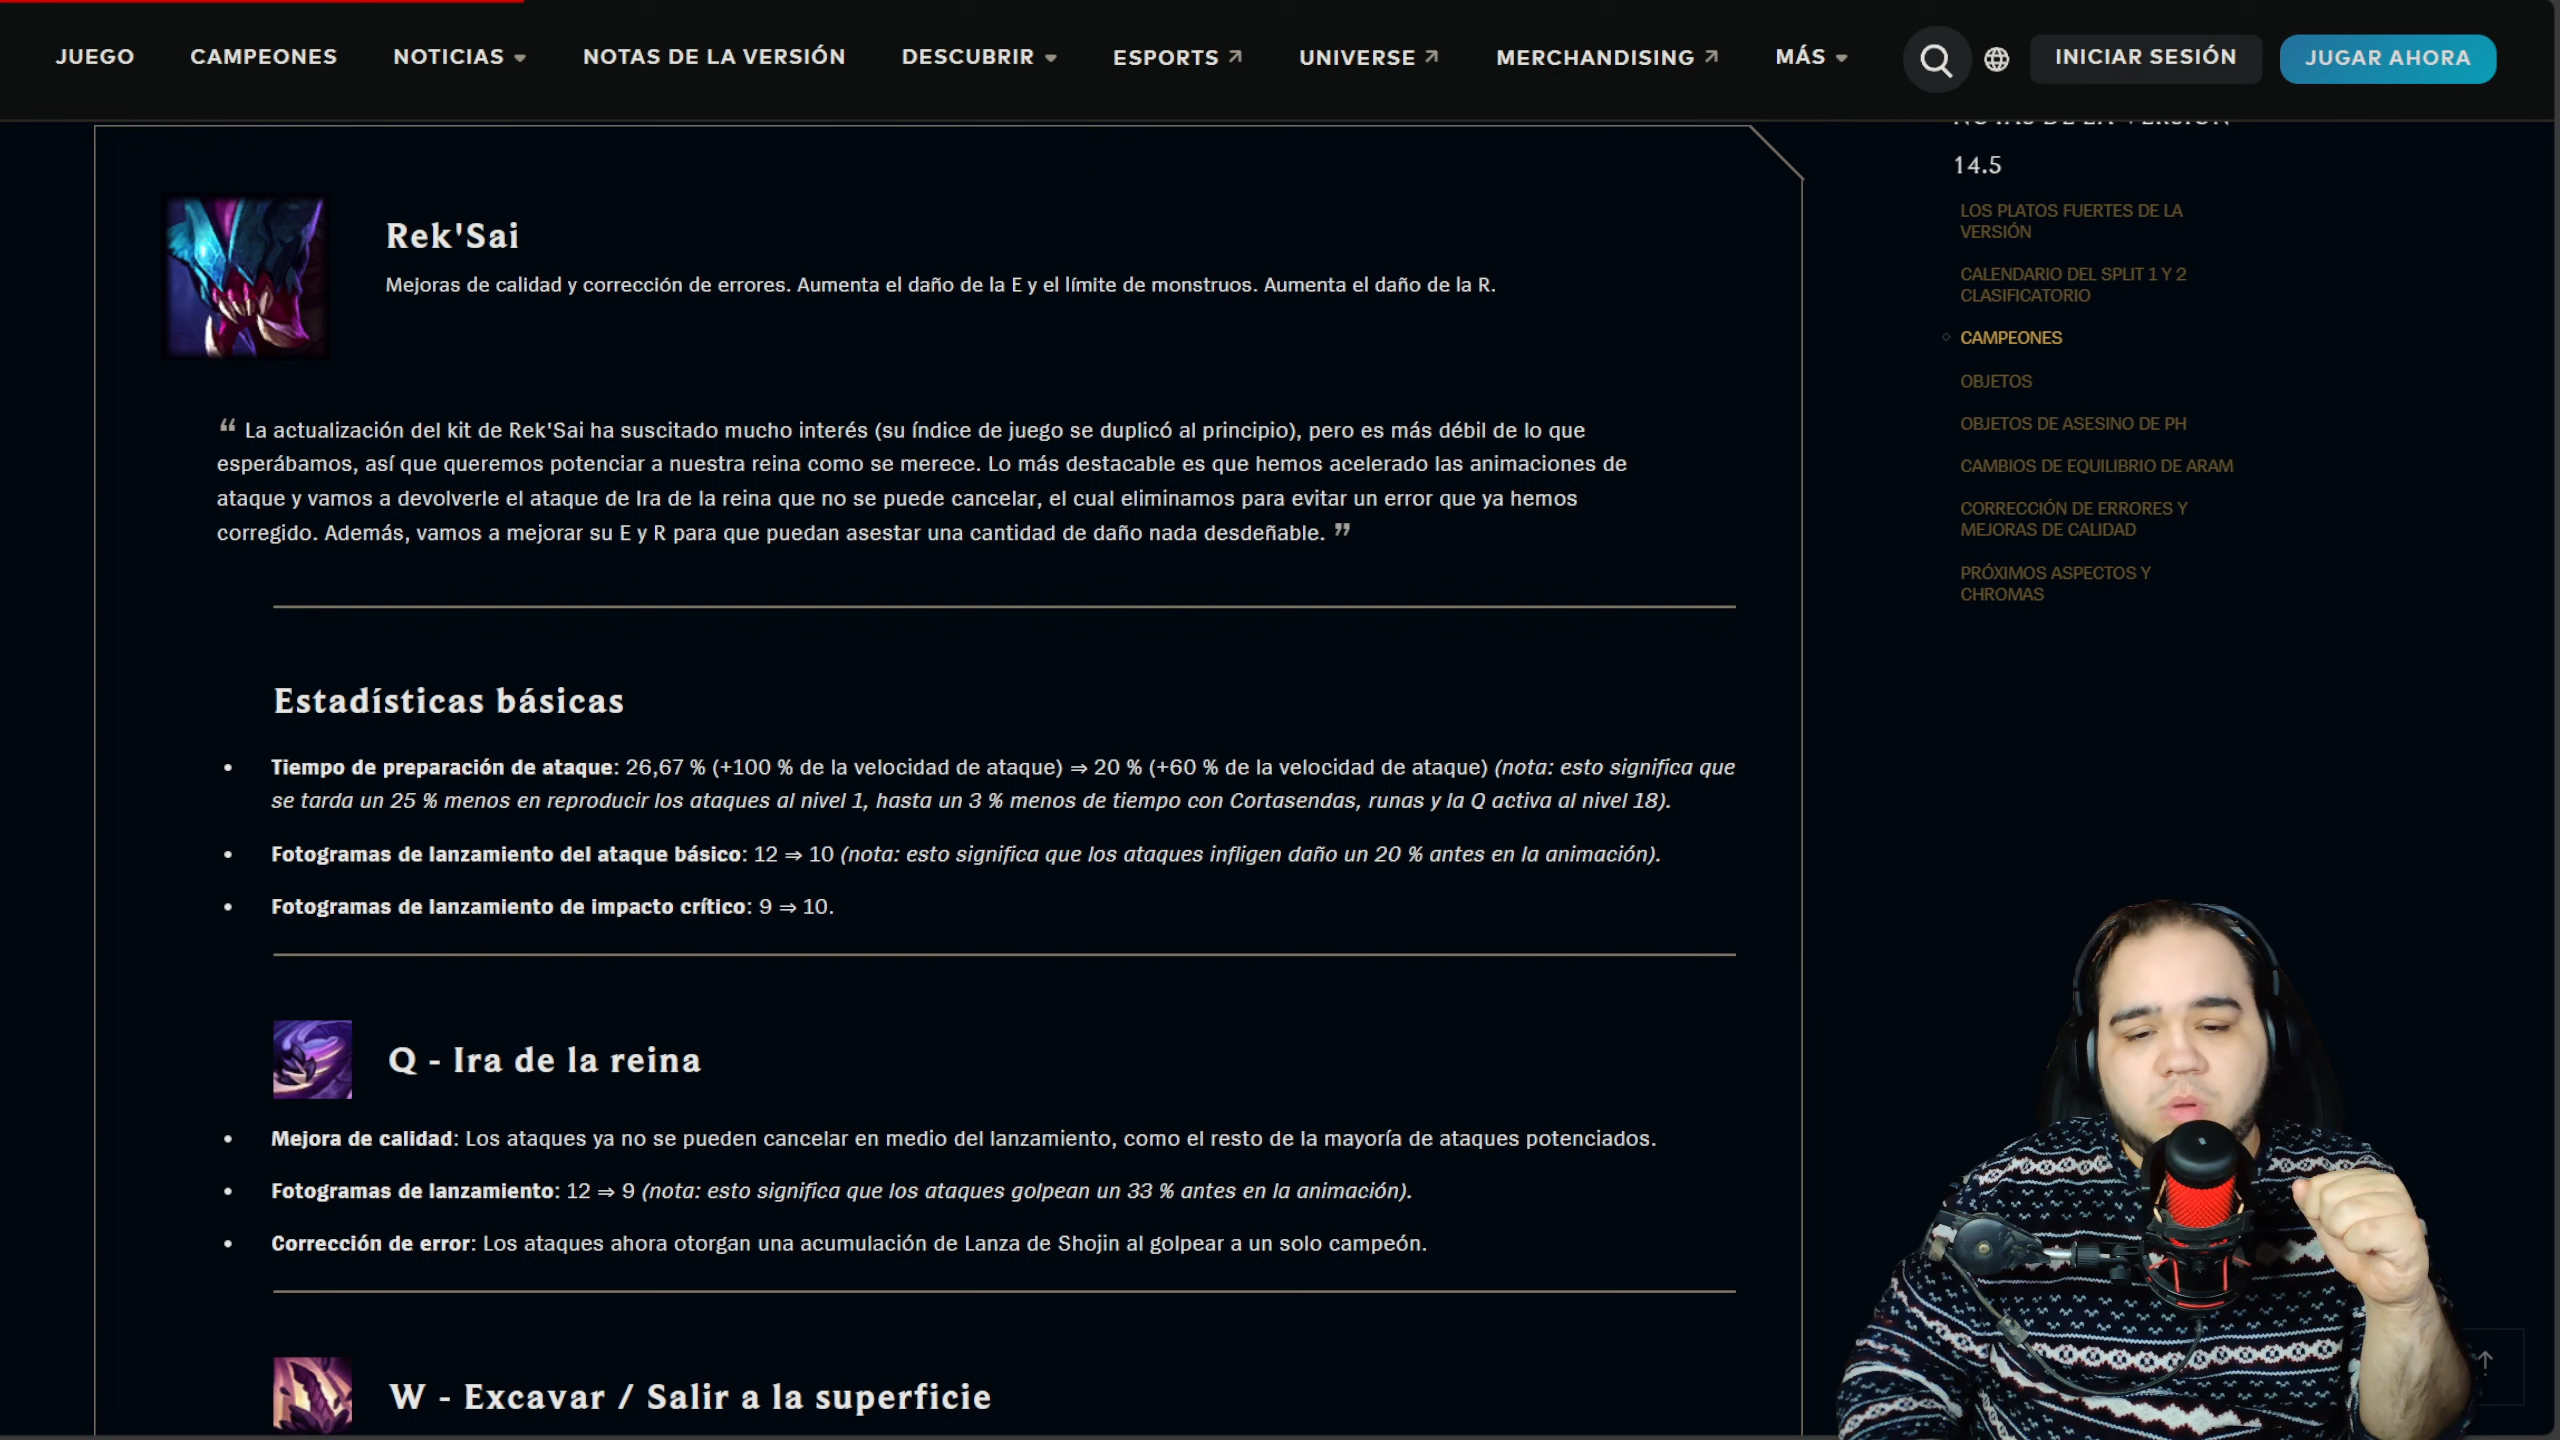 JUEGO CAMPEONES NOTICIAS NOTAS DE LA VERSIÓN DESCUBRIR ESPORTS UNIVERSE MERCHANDISING MÁS INICIAR SESIÓN JUGAR AHORA
Rek'Sai
Mejoras de calidad y corrección de errores. Aumenta el daño de la E y el límite de monstruos. Aumenta el daño de la R.
“ La actualización del kit de Rek'Sai ha suscitado mucho interés (su índice de juego se duplicó al principio), pero es más débil de lo que
esperábamos, así que queremos potenciar a nuestra reina como se merece. Lo más destacable es que hemos acelerado las animaciones de
ataque y vamos a devolverle el ataque de Ira de la reina que no se puede cancelar, el cual eliminamos para evitar un error que ya hemos
corregido. Además, vamos a mejorar su E y R para que puedan asestar una cantidad de daño nada desdeñable. ”
Estadísticas básicas
• Tiempo de preparación de ataque: 26,67 % (+100 % de la velocidad de ataque) ⇒ 20 % (+60 % de la velocidad de ataque) (nota: esto significa que
se tarda un 25 % menos en reproducir los ataques al nivel 1, hasta un 3 % menos de tiempo con Cortasendas, runas y la Q activa al nivel 18).
• Fotogramas de lanzamiento del ataque básico: 12 ⇒ 10 (nota: esto significa que los ataques infligen daño un 20 % antes en la animación).
• Fotogramas de lanzamiento de impacto crítico: 9 ⇒ 10.
Q - Ira de la reina
• Mejora de calidad: Los ataques ya no se pueden cancelar en medio del lanzamiento, como el resto de la mayoría de ataques potenciados.
• Fotogramas de lanzamiento: 12 ⇒ 9 (nota: esto significa que los ataques golpean un 33 % antes en la animación).
• Corrección de error: Los ataques ahora otorgan una acumulación de Lanza de Shojin al golpear a un solo campeón.
W - Excavar / Salir a la superficie
NOTAS DE LA VERSIÓN
14.5
LOS PLATOS FUERTES DE LA
VERSIÓN
CALENDARIO DEL SPLIT 1 Y 2
CLASIFICATORIO
CAMPEONES
OBJETOS
OBJETOS DE ASESINO DE PH
CAMBIOS DE EQUILIBRIO DE ARAM
CORRECCIÓN DE ERRORES Y
MEJORAS DE CALIDAD
PRÓXIMOS ASPECTOS Y
CHROMAS